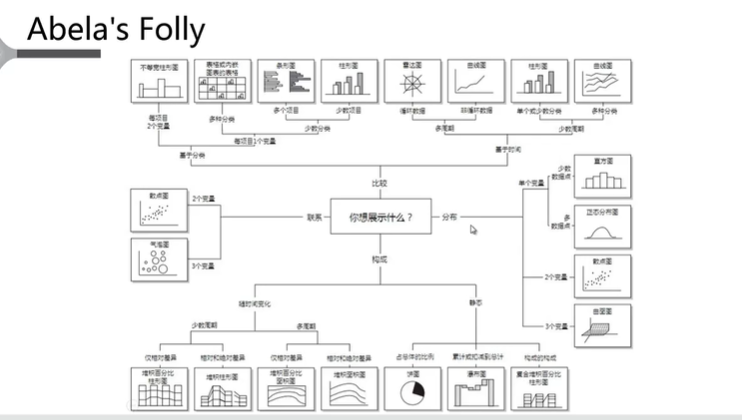 Abela's Folly
不等宽柱形图
表格或内嵌
图表的表格
条形图
柱形图
雷达图
曲线图
柱形图
曲线图
每项目
2个变量
多种分类
多个项目
少数项目
循环数据
非循环数据
单个或少数分类
多种分类
少数分类
多周期
少数周期
每项目1个变量
基于分类
基于时间
比较
单个变量
少数
数据点
直方图
散点图
2个变量
联系
你想展示什么？
分布
多
数据点
正态分布图
气泡图
3个变量
构成
2个变量
散点图
3个变量
曲面图
随时间变化
静态
少数周期
多周期
仅相对差异
相对和绝对差异
仅相对差异
相对和绝对差异
占总体的比例
累计或扣减到总计
构成的构成
堆积百分比
柱形图
堆积柱形图
堆积百分比
面积图
堆积面积图
饼图
瀑布图
复合堆积百分比
柱形图